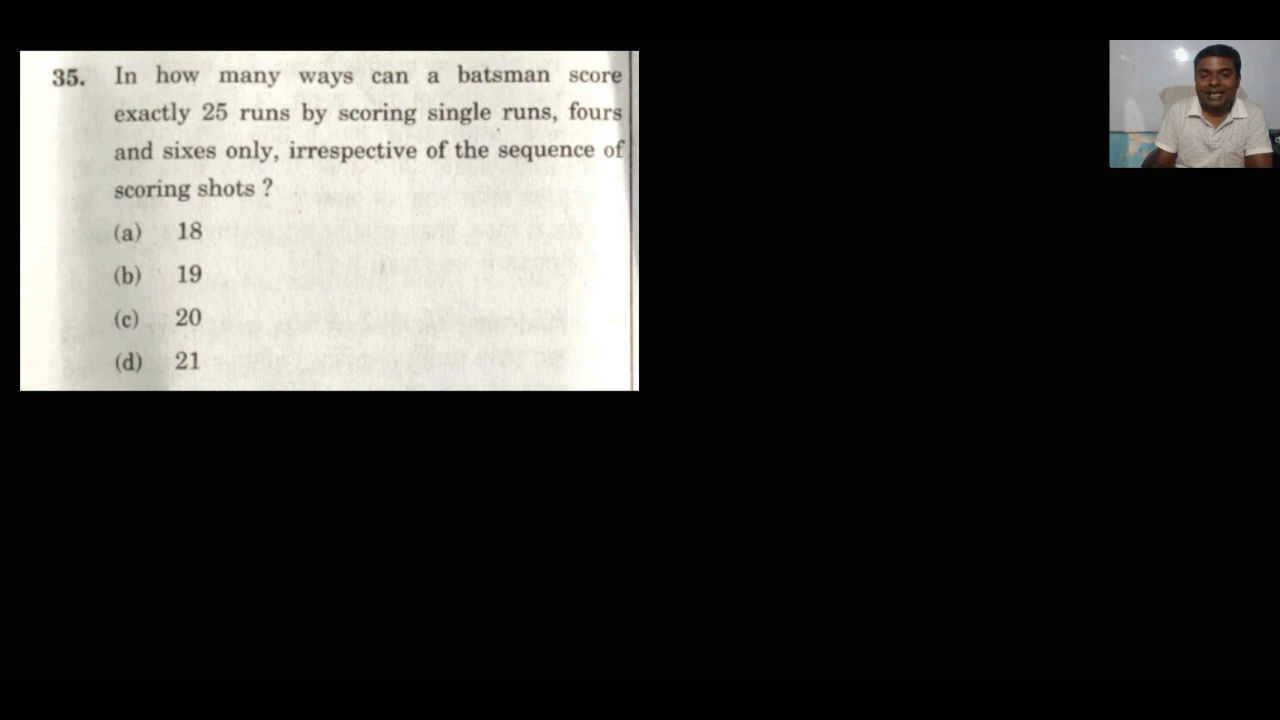 35. In how many ways can a batsman score
exactly 25 runs by scoring single runs, fours
and sixes only, irrespective of the sequence of
scoring shots ?
(a) 18
(b) 19
(c) 20
(d) 21